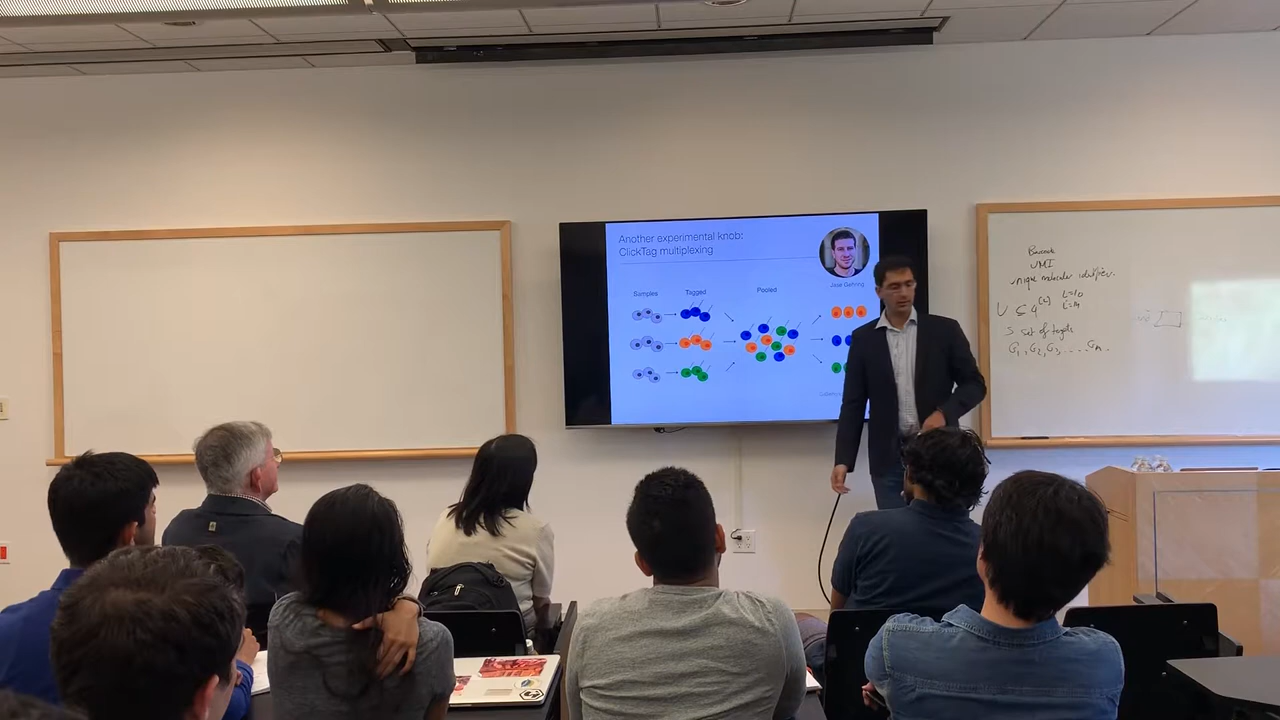 Another experimental knob:
ClickTag multiplexing
Jase Gehring
Samples
Tagged
Pooled
Barcode
UMI
unique molecular identifier.
L=10
S set of targets
G1, G2, G3, ..... Gn.